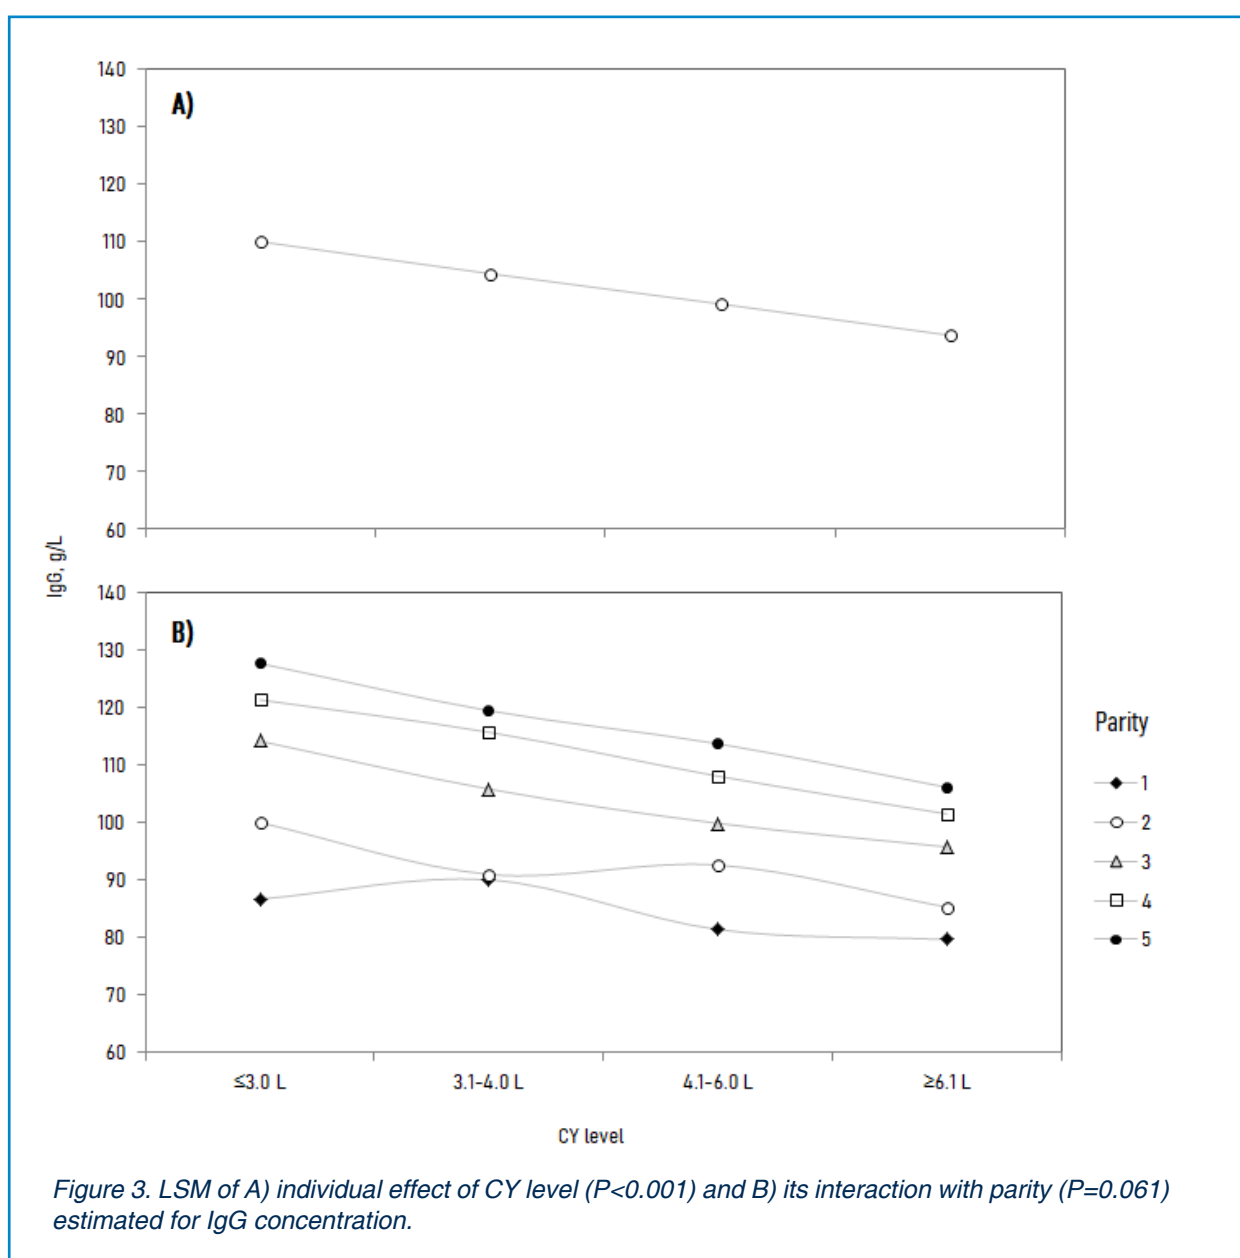 A)
140
130
120
110
100
90
80
70
60
IgG, g/L
B)
140
130
120
110
100
90
80
70
60
≤3.0 L 3.1-4.0 L 4.1-6.0 L ≥6.1 L
CY level
Parity
1
2
3
4
5
Figure 3. LSM of A) individual effect of CY level (P<0.001) and B) its interaction with parity (P=0.061)
estimated for IgG concentration.